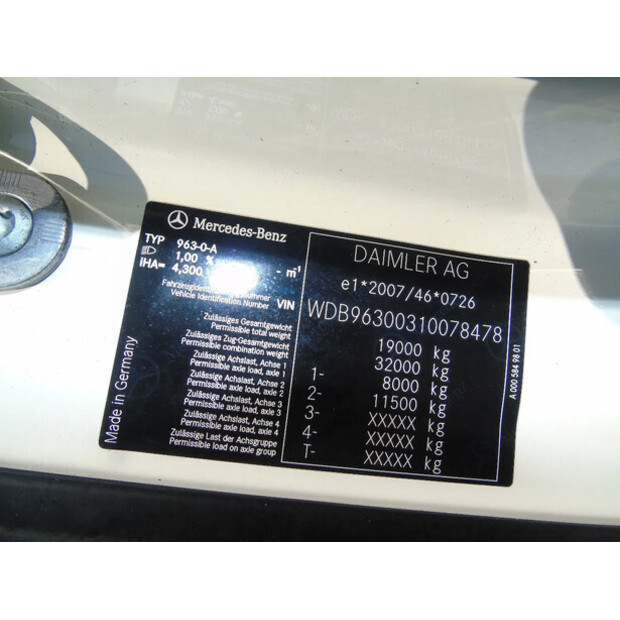 Mercedes-Benz
TYP 963-0-A
1,00 %
IHA= 4,300 - m⁻¹
Fahrzeugidentifizierungsnummer
Vehicle Identification Number VIN
Zulässiges Gesamtgewicht
Permissible total weight
Zulässiges Zug-Gesamtgewicht
Permissible combination weight
Zulässige Achslast, Achse 1
Permissible axle load, axle 1
Zulässige Achslast, Achse 2
Permissible axle load, axle 2
Zulässige Achslast, Achse 3
Permissible axle load, axle 3
Zulässige Achslast, Achse 4
Permissible axle load, axle 4
Zulässige Last der Achsgruppe
Permissible load on axle group
Made in Germany
DAIMLER AG
e1*2007/46*0726
WDB96300310078478
19000 kg
32000 kg
1- 8000 kg
2- 11500 kg
3- XXXXX kg
4- XXXXX kg
T- XXXXX kg
A 000 584 98 01